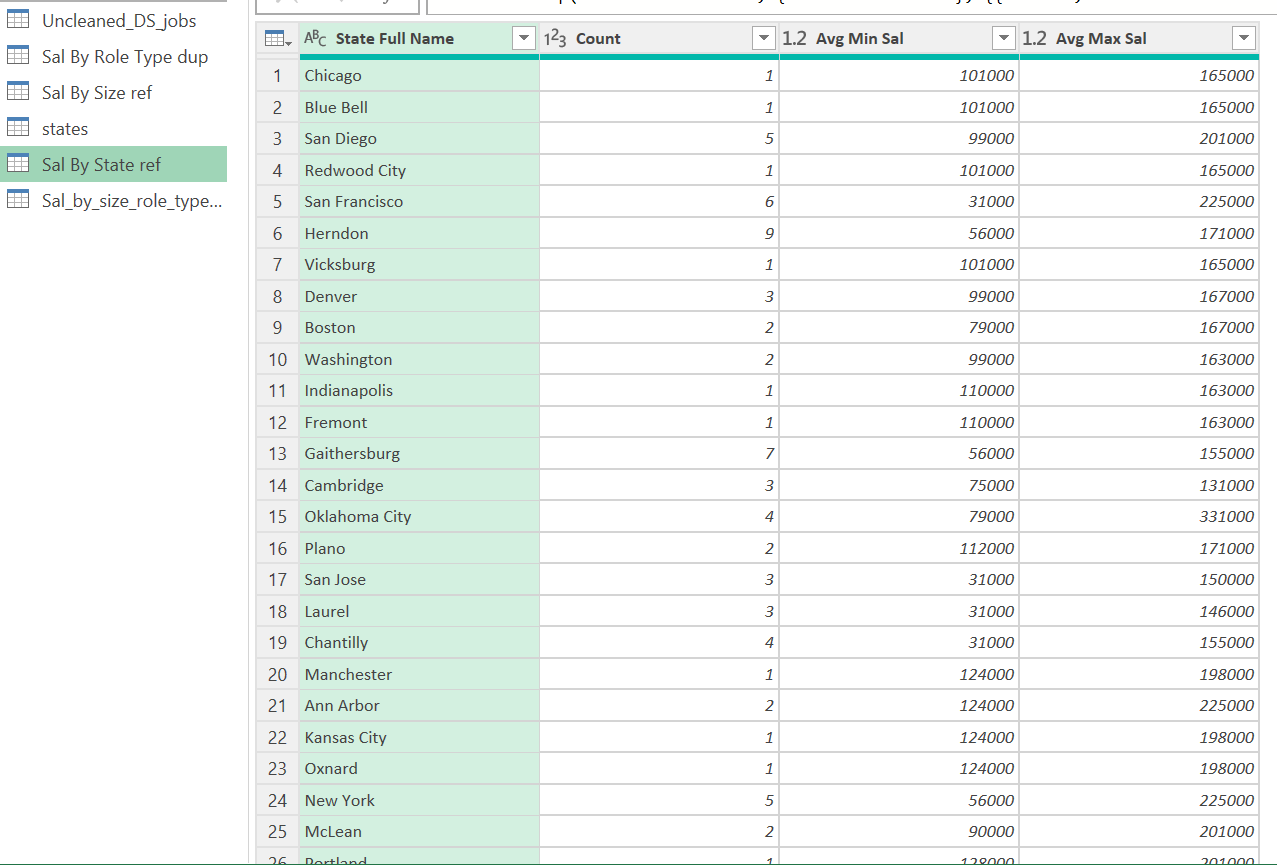 Uncleaned_DS_jobs
Sal By Role Type dup
Sal By Size ref
states
Sal By State ref
Sal_by_size_role_type...
ABC State Full Name 123 Count 1.2 Avg Min Sal 1.2 Avg Max Sal
1 Chicago 1 101000 165000
2 Blue Bell 1 101000 165000
3 San Diego 5 99000 201000
4 Redwood City 1 101000 165000
5 San Francisco 6 31000 225000
6 Herndon 9 56000 171000
7 Vicksburg 1 101000 165000
8 Denver 3 99000 167000
9 Boston 2 79000 167000
10 Washington 2 99000 163000
11 Indianapolis 1 110000 163000
12 Fremont 1 110000 163000
13 Gaithersburg 7 56000 155000
14 Cambridge 3 75000 131000
15 Oklahoma City 4 79000 331000
16 Plano 2 112000 171000
17 San Jose 3 31000 150000
18 Laurel 3 31000 146000
19 Chantilly 4 31000 155000
20 Manchester 1 124000 198000
21 Ann Arbor 2 124000 225000
22 Kansas City 1 124000 198000
23 Oxnard 1 124000 198000
24 New York 5 56000 225000
25 McLean 2 90000 201000
26 Portland 1 128000 201000